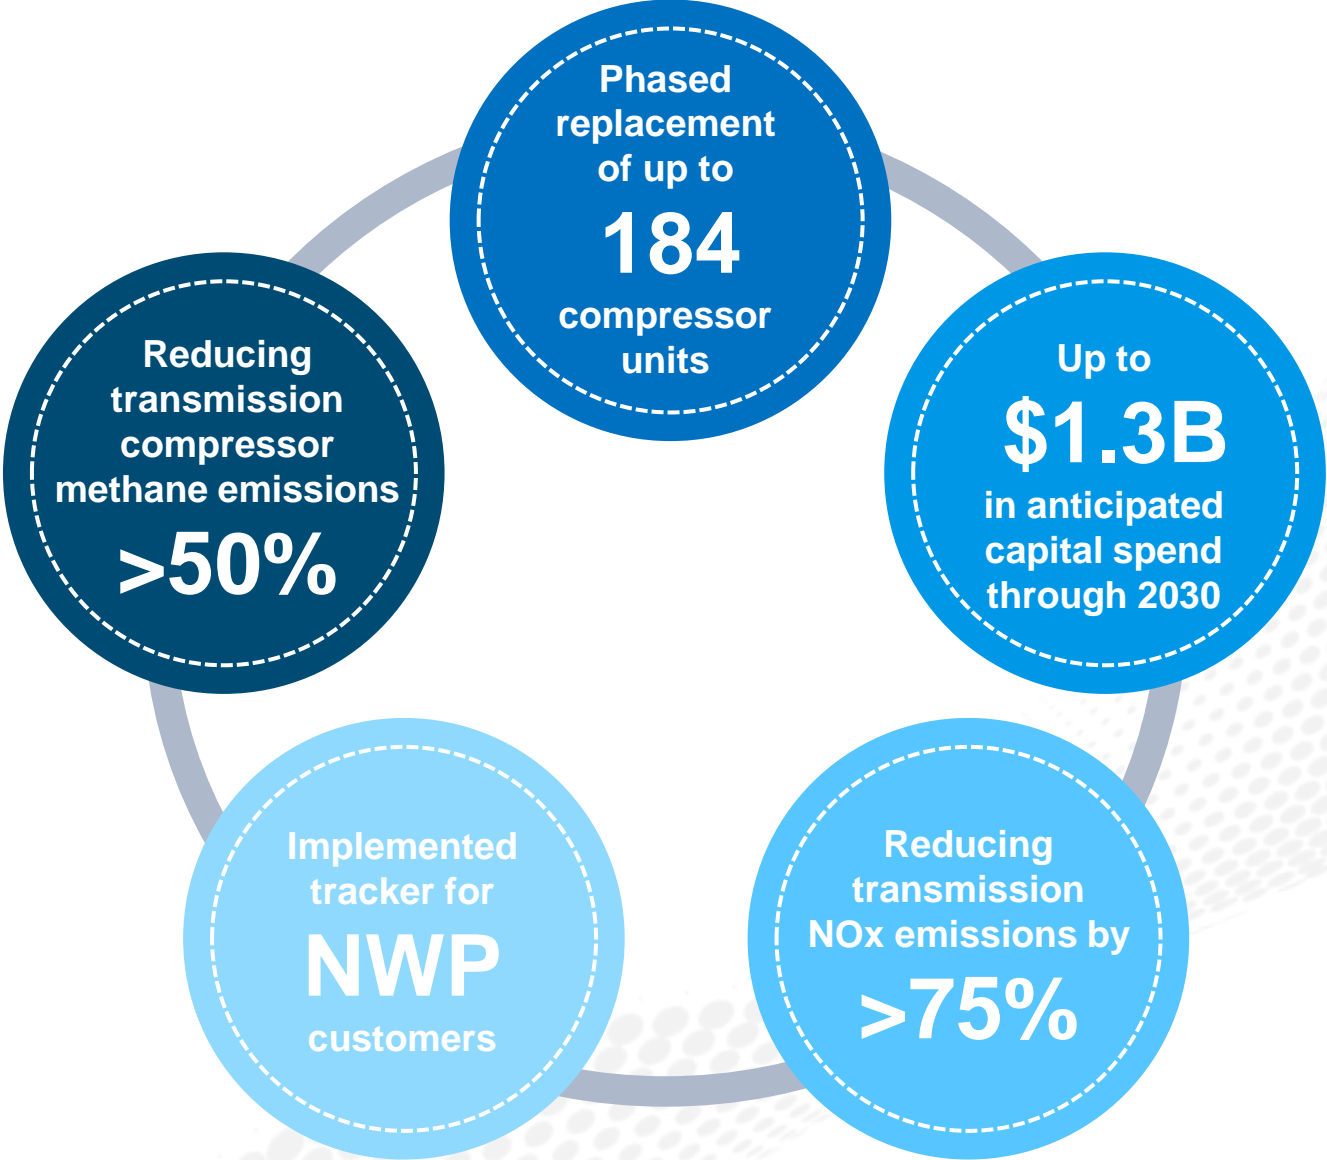 Phased
replacement
of up to
184
compressor
units
Up to
$1.3B
in anticipated
capital spend
through 2030
Reducing
transmission
NOx emissions by
>75%
Implemented
tracker for
NWP
customers
Reducing
transmission
compressor
methane emissions
>50%